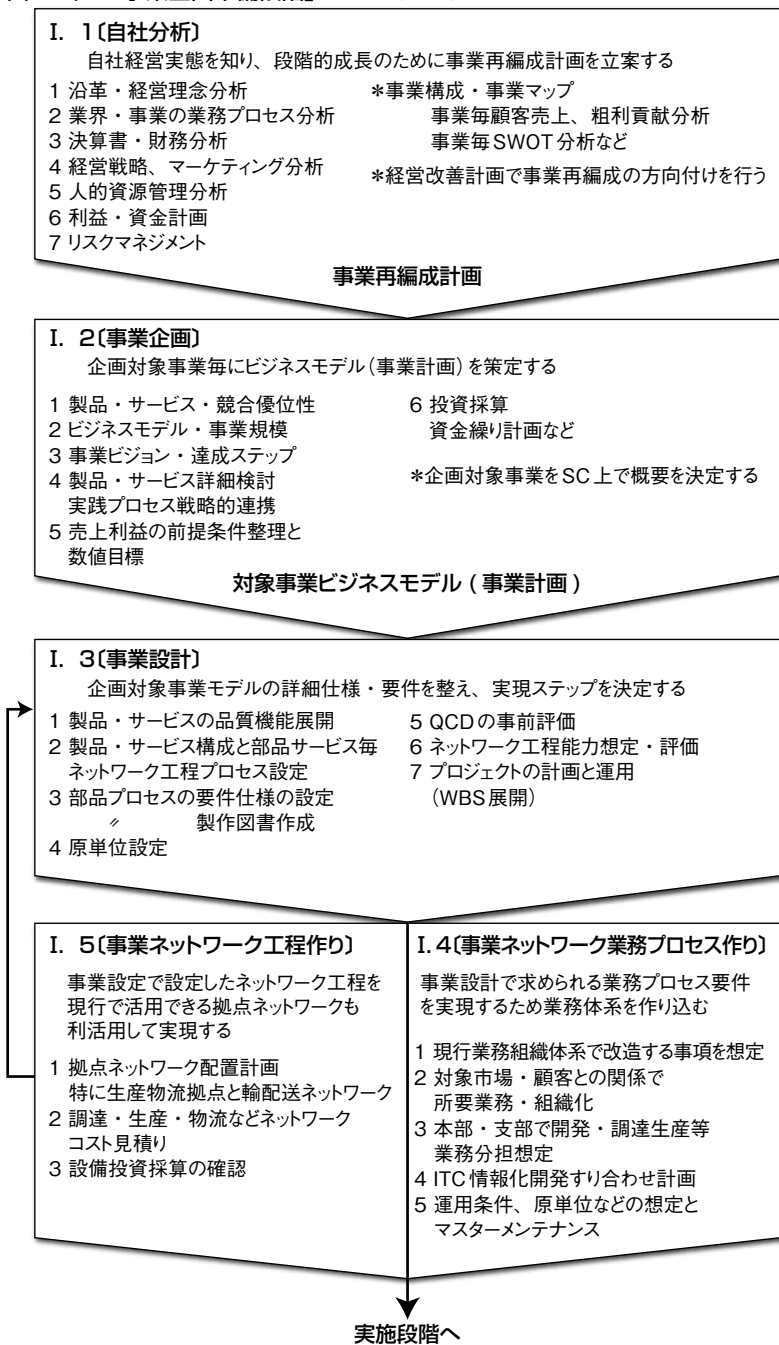 I. 1〔自社分析〕
自社経営実態を知り、段階的成長のために事業再編成計画を立案する
1 沿革・経営理念分析
2 業界・事業の業務プロセス分析
3 決算書・財務分析
4 経営戦略、マーケティング分析
5 人的資源管理分析
6 利益・資金計画
7 リスクマネジメント
*事業構成・事業マップ
事業毎顧客売上、粗利貢献分析
事業毎SWOT分析など
*経営改善計画で事業再編成の方向付けを行う
事業再編成計画
I. 2〔事業企画〕
企画対象事業毎にビジネスモデル(事業計画)を策定する
1 製品・サービス・競合優位性
2 ビジネスモデル・事業規模
3 事業ビジョン・達成ステップ
4 製品・サービス詳細検討
実践プロセス戦略的連携
5 売上利益の前提条件整理と
数値目標
6 投資採算
資金繰り計画など
*企画対象事業をSC上で概要を決定する
対象事業ビジネスモデル(事業計画)
I. 3〔事業設計〕
企画対象事業モデルの詳細仕様・要件を整え、実現ステップを決定する
1 製品・サービスの品質機能展開
2 製品・サービス構成と部品サービス毎
ネットワーク工程プロセス設定
3 部品プロセスの要件仕様の設定
〃 製作図書作成
4 原単位設定
5 QCDの事前評価
6 ネットワーク工程能力想定・評価
7 プロジェクトの計画と運用
(WBS展開)
I. 5〔事業ネットワーク工程作り〕
事業設定で設定したネットワーク工程を
現行で活用できる拠点ネットワークも
利活用して実現する
1 拠点ネットワーク配置計画
特に生産物流拠点と輸配送ネットワーク
2 調達・生産・物流などネットワーク
コスト見積り
3 設備投資採算の確認
I. 4〔事業ネットワーク業務プロセス作り〕
事業設計で求められる業務プロセス要件
を実現するため業務体系を作り込む
1 現行業務組織体系で改造する事項を想定
2 対象市場・顧客との関係で
所要業務・組織化
3 本部・支部で開発・調達生産等
業務分担想定
4 ITC情報化開発すり合わせ計画
5 運用条件、原単位などの想定と
マスターメンテナンス
実施段階へ